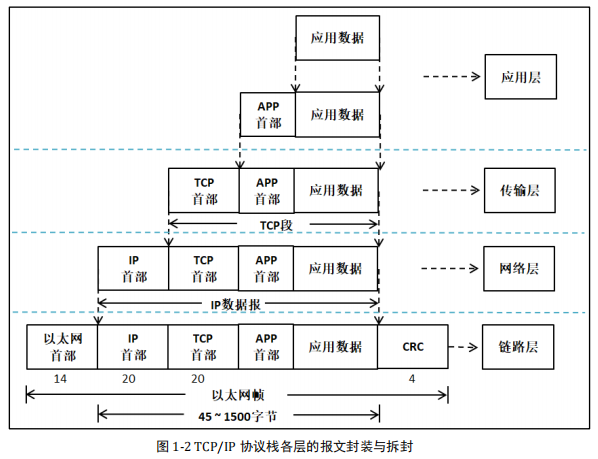 应用数据
应用层
APP
首部
应用数据
TCP
首部
APP
首部
应用数据
传输层
TCP段
IP
首部
TCP
首部
APP
首部
应用数据
网络层
IP数据报
以太网
首部
IP
首部
TCP
首部
APP
首部
应用数据
CRC
链路层
14
20
20
4
以太网帧
45~1500字节
图 1-2 TCP/IP 协议栈各层的报文封装与拆封